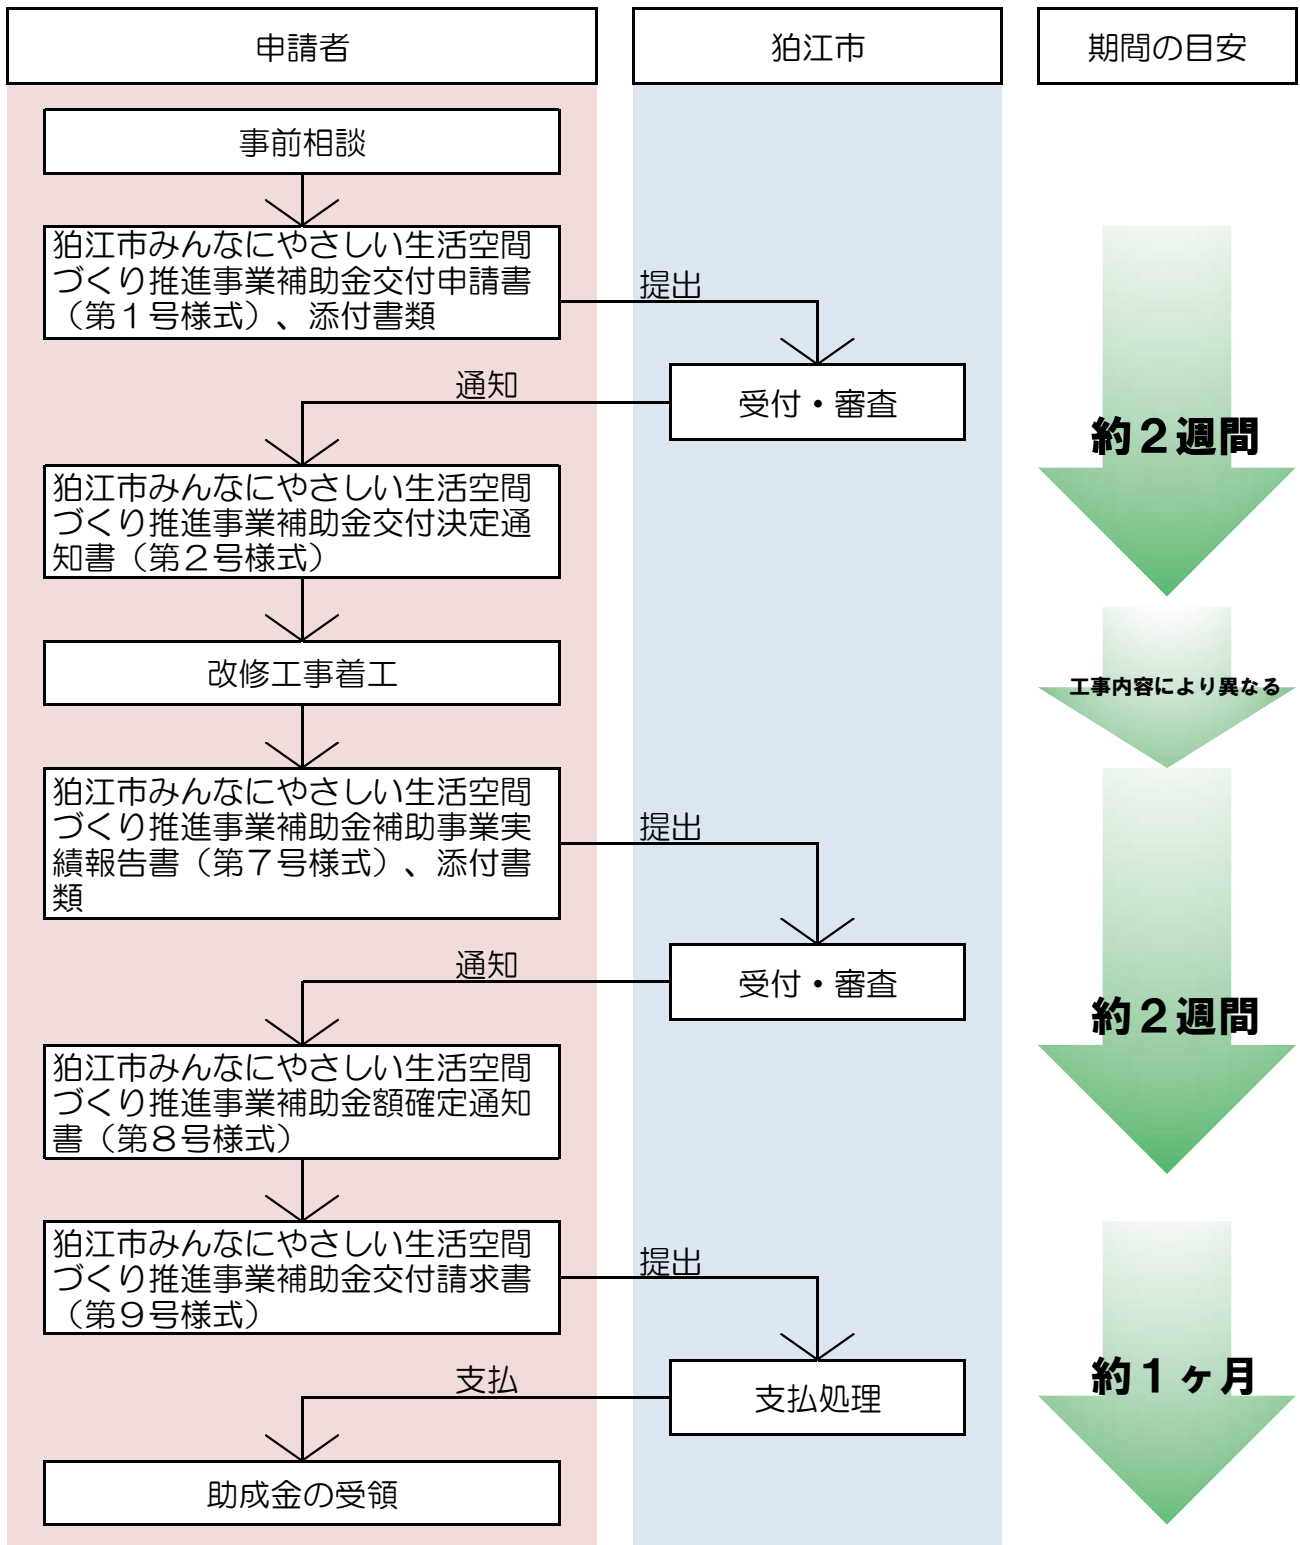 申請者
狛江市
期間の目安
事前相談
狛江市みんなにやさしい生活空間
づくり推進事業補助金交付申請書
（第１号様式）、添付書類
提出
受付・審査
通知
約２週間
狛江市みんなにやさしい生活空間
づくり推進事業補助金交付決定通
知書（第２号様式）
改修工事着工
工事内容により異なる
狛江市みんなにやさしい生活空間
づくり推進事業補助金補助事業実
績報告書（第７号様式）、添付書
類
提出
受付・審査
通知
約２週間
狛江市みんなにやさしい生活空間
づくり推進事業補助金額確定通知
書（第８号様式）
狛江市みんなにやさしい生活空間
づくり推進事業補助金交付請求書
（第９号様式）
提出
支払処理
支払
約１ヶ月
助成金の受領